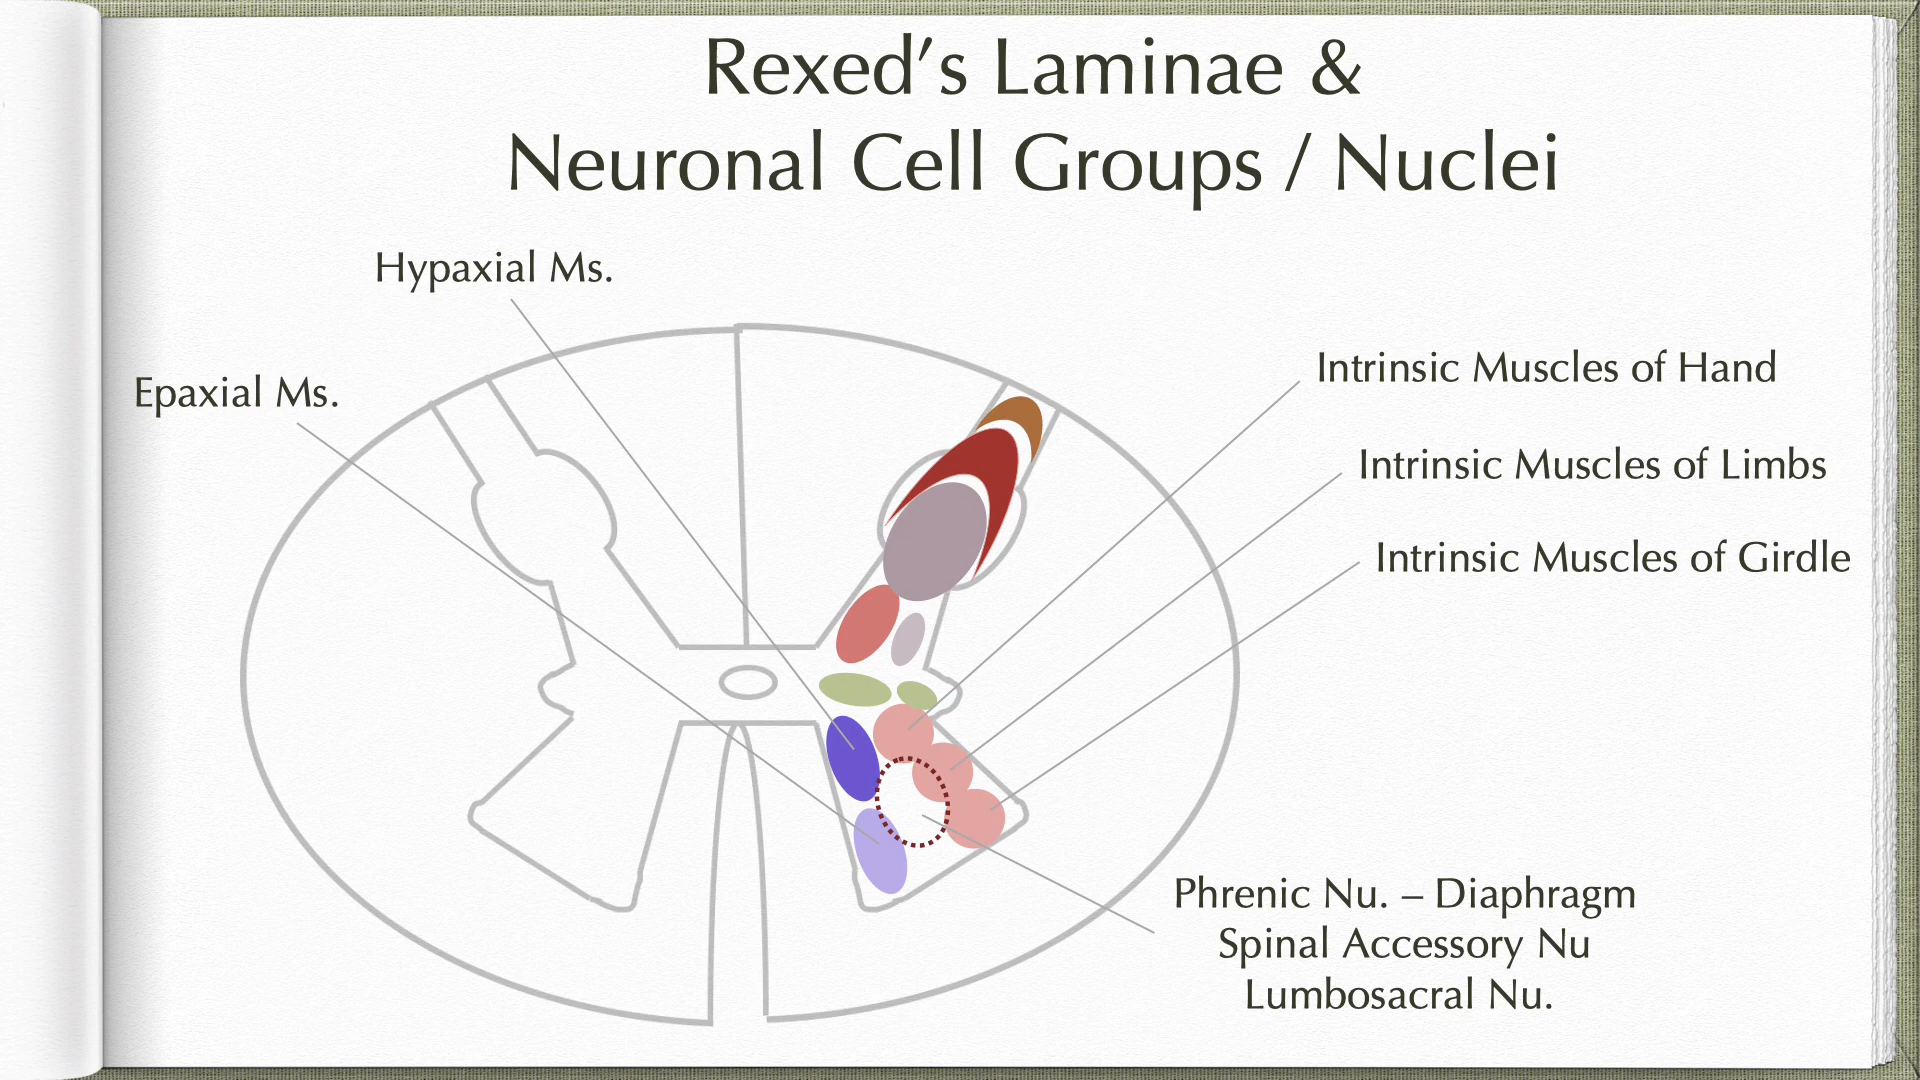 Rexed’s Laminae &
Neuronal Cell Groups / Nuclei
Hypaxial Ms.
Epaxial Ms.
Intrinsic Muscles of Hand
Intrinsic Muscles of Limbs
Intrinsic Muscles of Girdle
Phrenic Nu. – Diaphragm
Spinal Accessory Nu
Lumbosacral Nu.